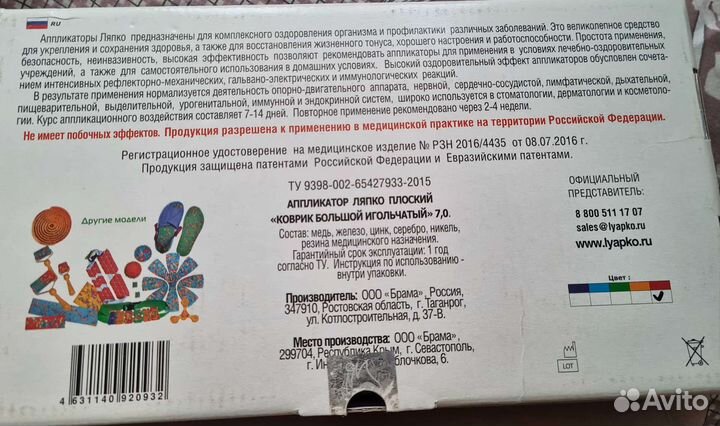 RU
Аппликаторы Ляпко предназначены для комплексного оздоровления организма и профилактики различных заболеваний. Это великолепное средство
для укрепления и сохранения здоровья, а также для восстановления жизненного тонуса, хорошего настроения и работоспособности. Простота применения,
безопасность, неинвазивность, высокая эффективность позволяют рекомендовать аппликаторы для применения в условиях лечебно-оздоровительных
учреждений, а также для самостоятельного использования в домашних условиях. Высокий оздоровительный эффект аппликаторов обусловлен сочета-
нием интенсивных рефлекторно-механических, гальвано-электрических и иммунологических реакций.
В результате применения нормализуется деятельность опорно-двигательного аппарата, нервной, сердечно-сосудистой, лимфатической, дыхательной,
пищеварительной, выделительной, урогенитальной, иммунной и эндокринной систем, широко используется в стоматологии, дерматологии и косметоло-
гии. Курс аппликационного воздействия составляет 7-14 дней. Повторное применение рекомендовано через 2-4 недели.
Не имеет побочных эффектов. Продукция разрешена к применению в медицинской практике на территории Российской Федерации.
Регистрационное удостоверение на медицинское изделие № РЗН 2016/4435 от 08.07.2016 г.
Продукция защищена патентами Российской Федерации и Евразийскими патентами.
ТУ 9398-002-65427933-2015
АППЛИКАТОР ЛЯПКО ПЛОСКИЙ
«КОВРИК БОЛЬШОЙ ИГОЛЬЧАТЫЙ» 7,0.
Состав: медь, железо, цинк, серебро, никель,
резина медицинского назначения.
Гарантийный срок эксплуатации: 1 год
согласно ТУ. Инструкция по использованию -
внутри упаковки.
Производитель: ООО «Брама», Россия,
347910, Ростовская область, г. Таганрог,
ул. Котлостроительная, д. 37-В.
Место производства: ООО «Брама»,
299704, Республика Крым, г. Севастополь,
6.
Другие модели
4 631140 920932
ОФИЦИАЛЬНЫЙ
ПРЕДСТАВИТЕЛЬ:
8 800 511 17 07
sales@lyapko.ru
www.lyapko.ru
Цвет:
LOT
Avito